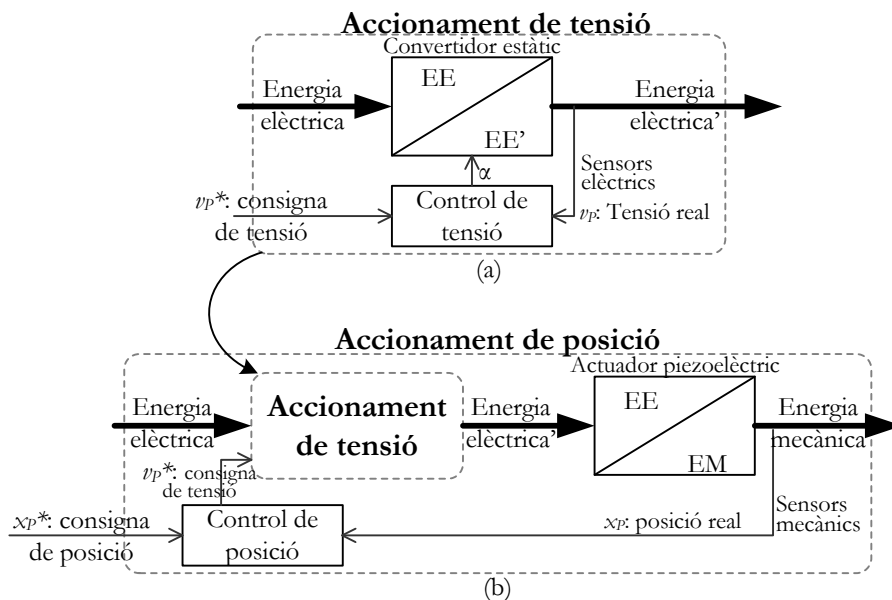 Accionament de tensió
Convertidor estàtic
Energia
elèctrica
EE
EE'
Energia
elèctrica'
α
Sensors
elèctrics
vP*: consigna
de tensió
Control de
tensió
vP: Tensió real
(a)
Accionament de posició
Actuador piezoelèctric
Energia
elèctrica
Accionament
de tensió
Energia
elèctrica'
EE
EM
Energia
mecànica
vP*: consigna
de tensió
xP*: consigna
de posició
Control de
posició
xP: posició real
Sensors
mecànics
(b)